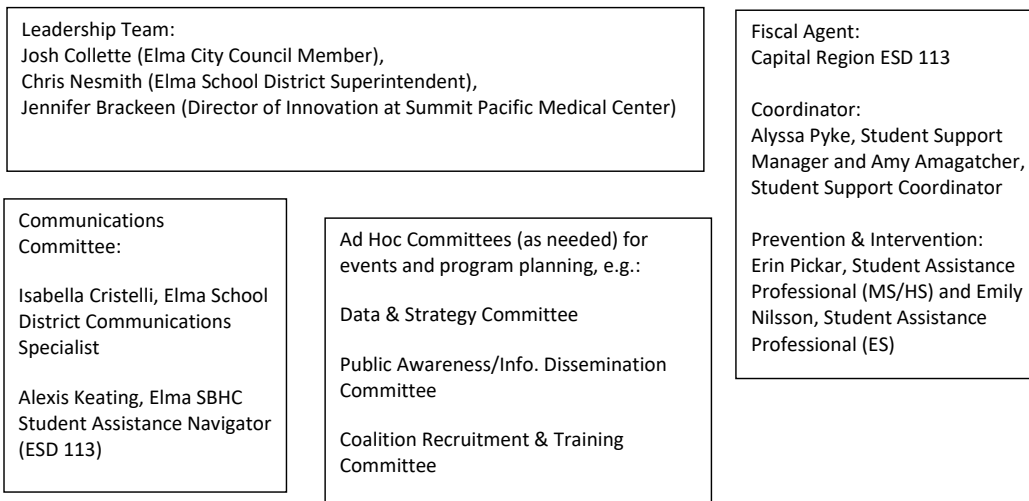 Leadership Team:
Josh Collette (Elma City Council Member),
Chris Nesmith (Elma School District Superintendent),
Jennifer Brackeen (Director of Innovation at Summit Pacific Medical Center)
Fiscal Agent:
Capital Region ESD 113
Coordinator:
Alyssa Pyke, Student Support
Manager and Amy Amagatcher,
Student Support Coordinator
Prevention & Intervention:
Erin Pickar, Student Assistance
Professional (MS/HS) and Emily
Nilsson, Student Assistance
Professional (ES)
Communications
Committee:
Isabella Cristelli, Elma School
District Communications
Specialist
Alexis Keating, Elma SBHC
Student Assistance Navigator
(ESD 113)
Ad Hoc Committees (as needed) for
events and program planning, e.g.:
Data & Strategy Committee
Public Awareness/Info. Dissemination
Committee
Coalition Recruitment & Training
Committee